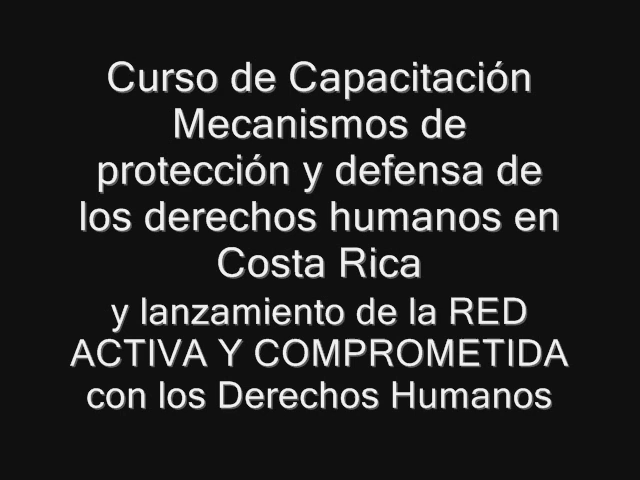 Curso de Capacitación
Mecanismos de
protección y defensa de
los derechos humanos en
Costa Rica
y lanzamiento de la RED
ACTIVA Y COMPROMETIDA
con los Derechos Humanos